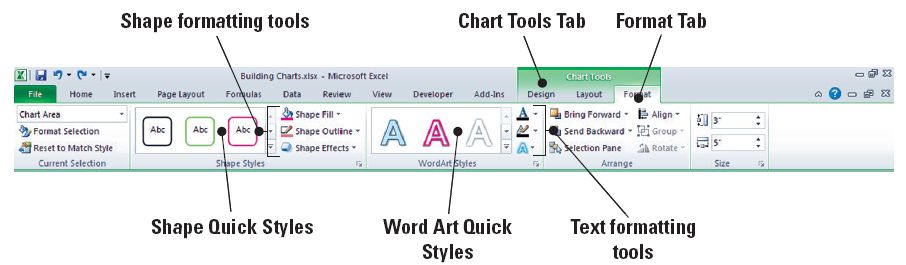 Shape formatting tools
Chart Tools Tab
Format Tab
Building Charts.xlsx - Microsoft Excel
Chart Tools
File Home Insert Page Layout Formulas Data Review View Developer Add-Ins Design Layout Format
Chart Area
Format Selection
Reset to Match Style
Current Selection
Abc Abc Abc
Shape Fill
Shape Outline
Shape Effects
Shape Styles
A A A
WordArt Styles
A
A
A
Bring Forward
Send Backward
Selection Pane
Align
Group
Rotate
Arrange
3"
5"
Size
Shape Quick Styles
Word Art Quick
Styles
Text formatting
tools